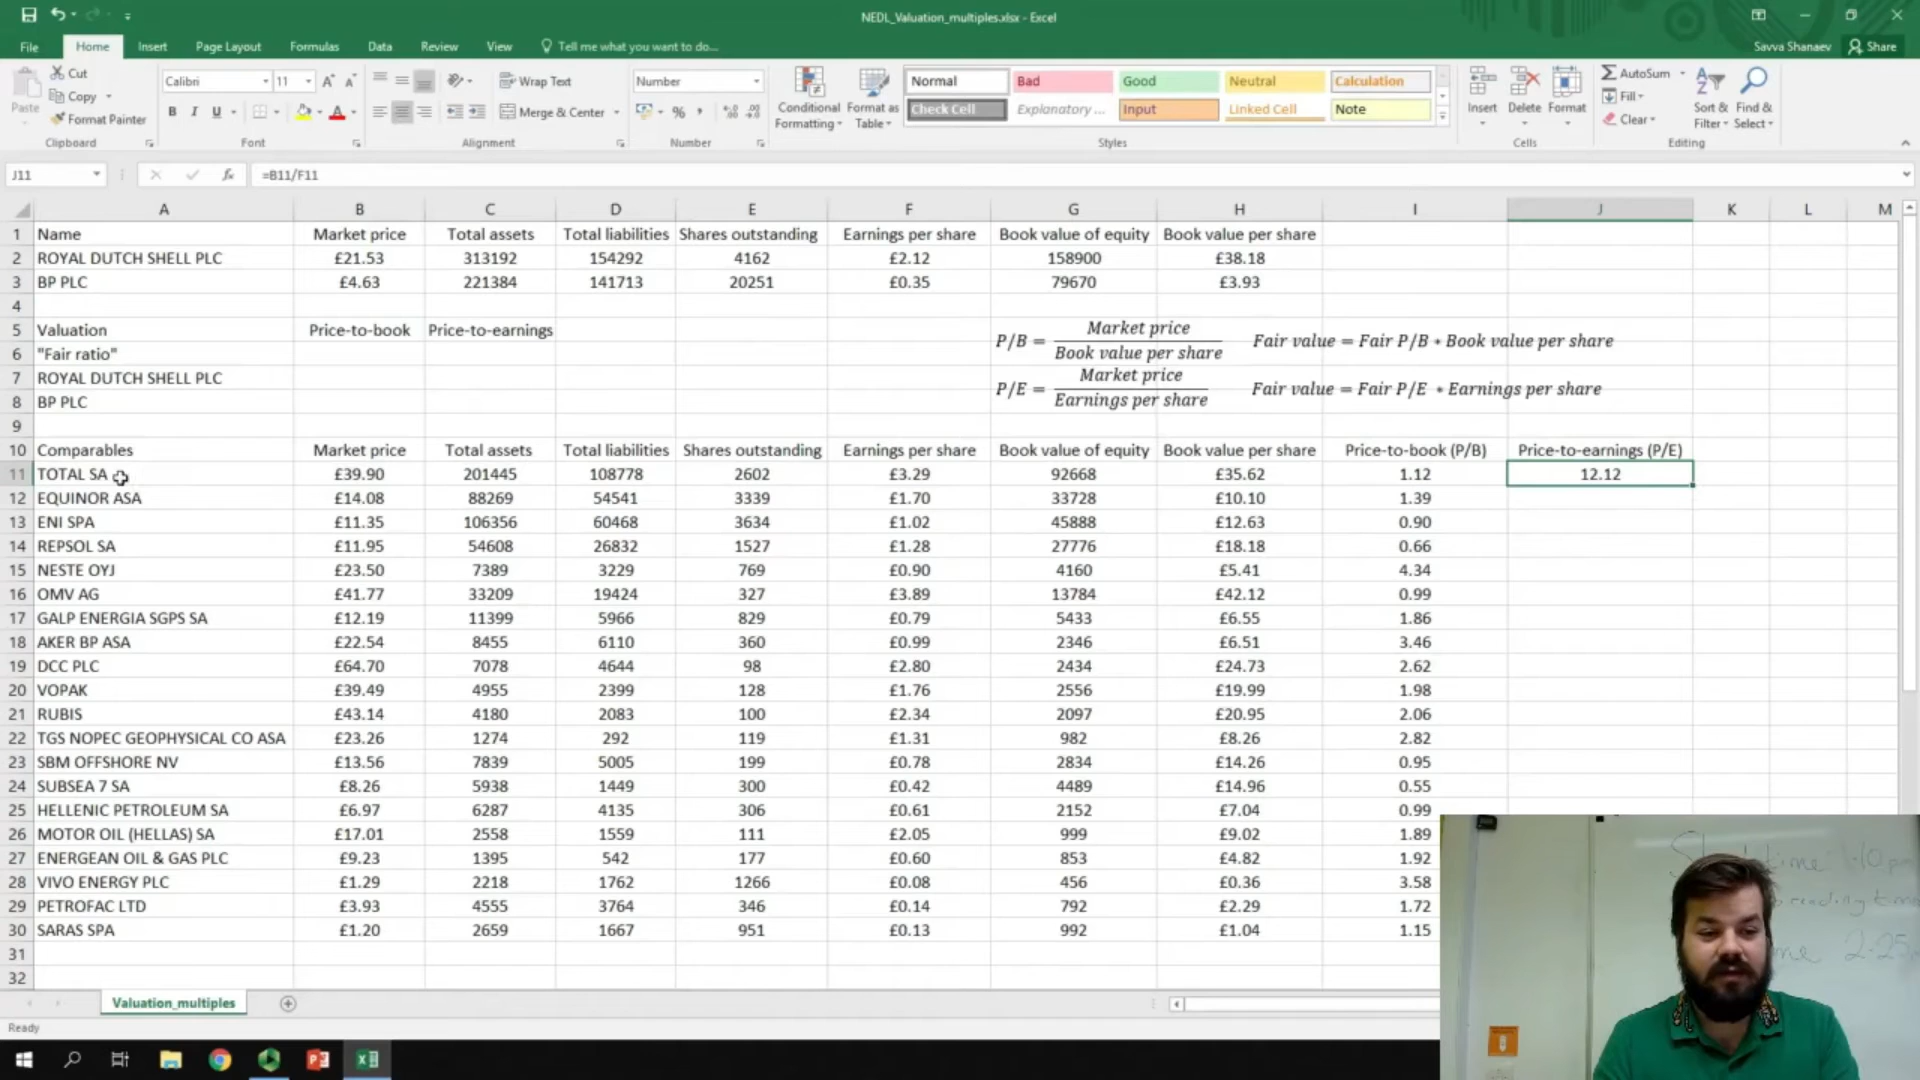 NEDL_Valuation_multiples.xlsx - Excel
File Home Insert Page Layout Formulas Data Review View Tell me what you want to do... Savva Shanaev Share
Cut
Copy
Format Painter
Paste
Clipboard
Calibri 11
B I U
Font
Wrap Text
Merge & Center
Alignment
Number
%
Number
Conditional Formatting
Format as Table
Normal Bad Good Neutral Calculation
Check Cell Explanatory ... Input Linked Cell Note
Styles
Insert Delete Format
Cells
AutoSum
Fill
Clear
Sort & Filter
Find & Select
Editing
J11 fx =B11/F11
A B C D E F G H I J K L M
1 Name Market price Total assets Total liabilities Shares outstanding Earnings per share Book value of equity Book value per share
2 ROYAL DUTCH SHELL PLC £21.53 313192 154292 4162 £2.12 158900 £38.18
3 BP PLC £4.63 221384 141713 20251 £0.35 79670 £3.93
4
5 Valuation Price-to-book Price-to-earnings
6 "Fair ratio"
7 ROYAL DUTCH SHELL PLC
8 BP PLC
9
P/B = Market price / Book value per share Fair value = Fair P/B * Book value per share
P/E = Market price / Earnings per share Fair value = Fair P/E * Earnings per share
10 Comparables Market price Total assets Total liabilities Shares outstanding Earnings per share Book value of equity Book value per share Price-to-book (P/B) Price-to-earnings (P/E)
11 TOTAL SA £39.90 201445 108778 2602 £3.29 92668 £35.62 1.12 12.12
12 EQUINOR ASA £14.08 88269 54541 3339 £1.70 33728 £10.10 1.39
13 ENI SPA £11.35 106356 60468 3634 £1.02 45888 £12.63 0.90
14 REPSOL SA £11.95 54608 26832 1527 £1.28 27776 £18.18 0.66
15 NESTE OYJ £23.50 7389 3229 769 £0.90 4160 £5.41 4.34
16 OMV AG £41.77 33209 19424 327 £3.89 13784 £42.12 0.99
17 GALP ENERGIA SGPS SA £12.19 11399 5966 829 £0.79 5433 £6.55 1.86
18 AKER BP ASA £22.54 8455 6110 360 £0.99 2346 £6.51 3.46
19 DCC PLC £64.70 7078 4644 98 £2.80 2434 £24.73 2.62
20 VOPAK £39.49 4955 2399 128 £1.76 2556 £19.99 1.98
21 RUBIS £43.14 4180 2083 100 £2.34 2097 £20.95 2.06
22 TGS NOPEC GEOPHYSICAL CO ASA £23.26 1274 292 119 £1.31 982 £8.26 2.82
23 SBM OFFSHORE NV £13.56 7839 5005 199 £0.78 2834 £14.26 0.95
24 SUBSEA 7 SA £8.26 5938 1449 300 £0.42 4489 £14.96 0.55
25 HELLENIC PETROLEUM SA £6.97 6287 4135 306 £0.61 2152 £7.04 0.99
26 MOTOR OIL (HELLAS) SA £17.01 2558 1559 111 £2.05 999 £9.02 1.89
27 ENERGEAN OIL & GAS PLC £9.23 1395 542 177 £0.60 853 £4.82 1.92
28 VIVO ENERGY PLC £1.29 2218 1762 1266 £0.08 456 £0.36 3.58
29 PETROFAC LTD £3.93 4555 3764 346 £0.14 792 £2.29 1.72
30 SARAS SPA £1.20 2659 1667 951 £0.13 992 £1.04 1.15
31
32
time
reading
2-25
Valuation_multiples
Ready